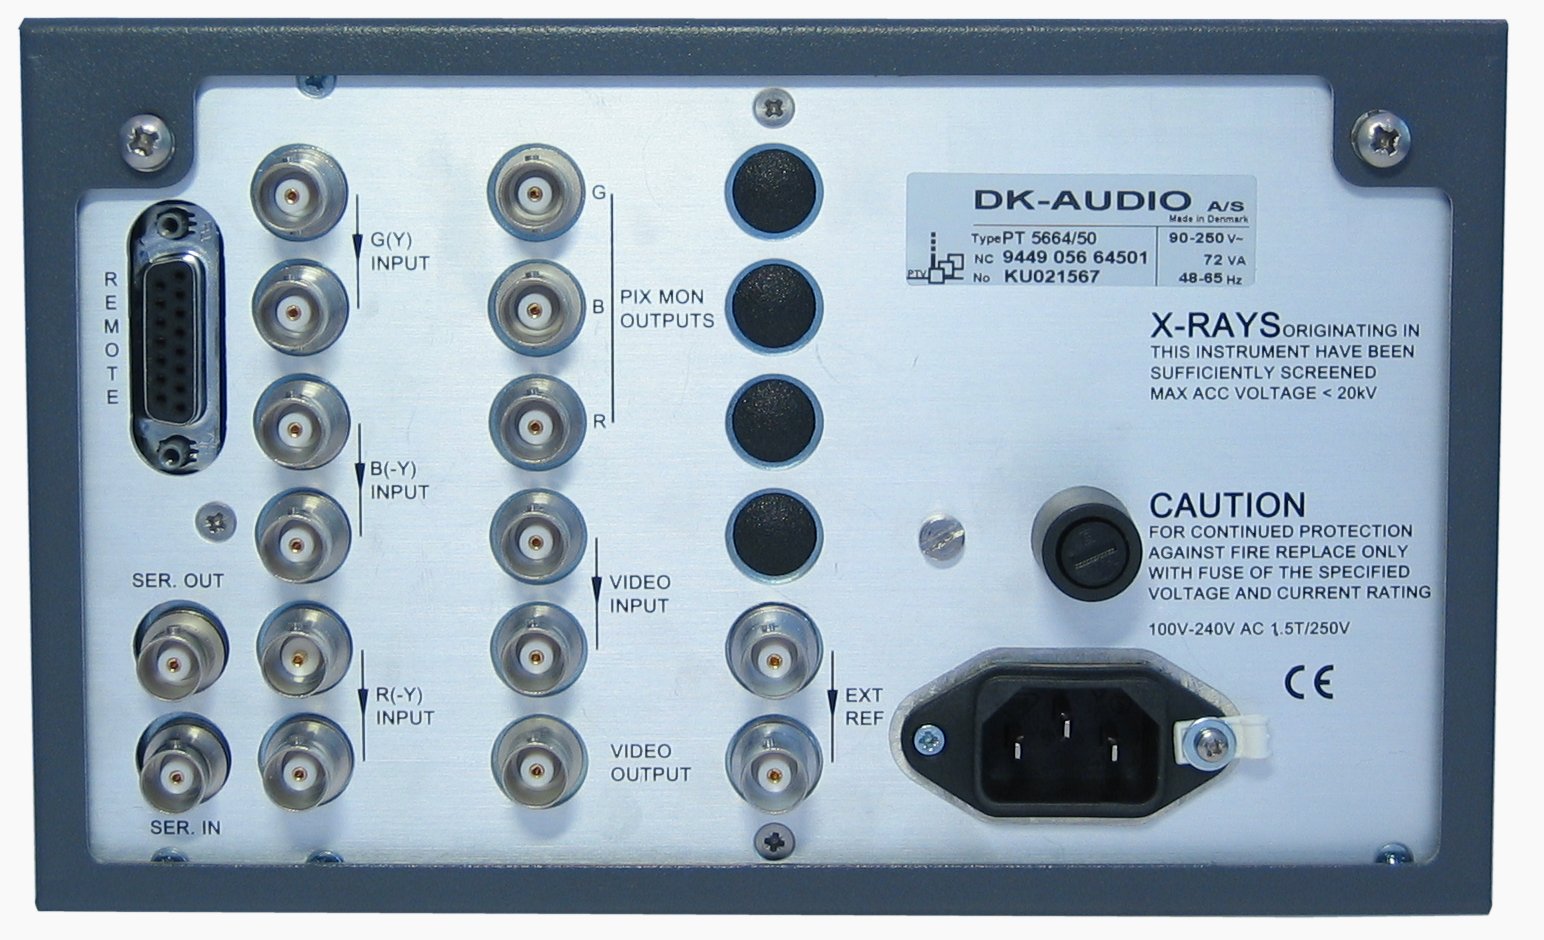 REMOTE
G(Y)
INPUT
B(-Y)
INPUT
SER. OUT
R(-Y)
INPUT
SER. IN
G
B
R
PIX MON
OUTPUTS
VIDEO
INPUT
VIDEO
OUTPUT
EXT
REF
DK-AUDIO A/S
Made in Denmark
PTV
Type PT 5664/50
NC 9449 056 64501
No KU021567
90-250 V~
72 VA
48-65 Hz
X-RAYS ORIGINATING IN
THIS INSTRUMENT HAVE BEEN
SUFFICIENTLY SCREENED
MAX ACC VOLTAGE < 20kV
CAUTION
FOR CONTINUED PROTECTION
AGAINST FIRE REPLACE ONLY
WITH FUSE OF THE SPECIFIED
VOLTAGE AND CURRENT RATING
100V-240V AC 1.5T/250V
CE